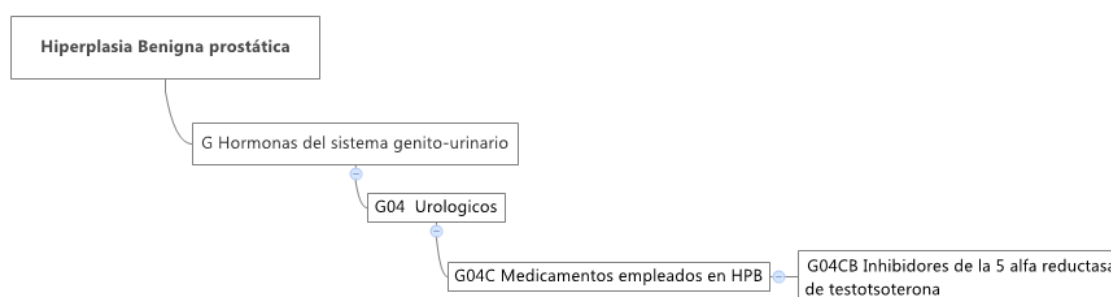 Hiperplasia Benigna prostática
G Hormonas del sistema genito-urinario
G04 Urologicos
G04C Medicamentos empleados en HPB
G04CB Inhibidores de la 5 alfa reductasa
de testotsoterona